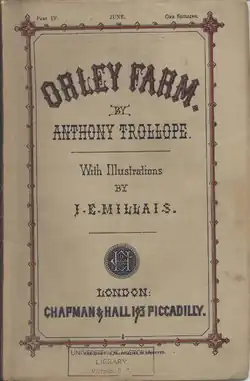 Part IV. JUNE. One Shilling.
ORLEY FARM.
BY
ANTHONY TROLLOPE.
With Illustrations
BY
J.E.MILLAIS.
LONDON:
CHAPMAN & HALL 193 PICCADILLY.
LIBRARY